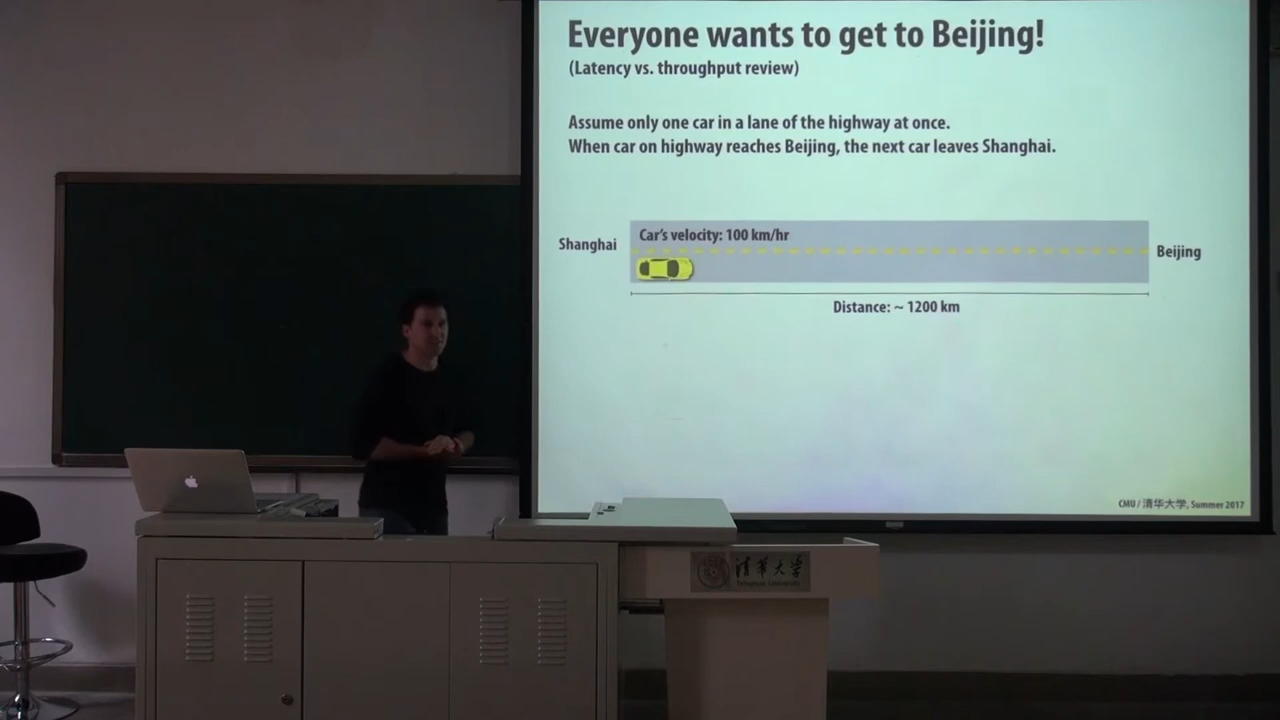 Everyone wants to get to Beijing!
(Latency vs. throughput review)
Assume only one car in a lane of the highway at once.
When car on highway reaches Beijing, the next car leaves Shanghai.
Car's velocity: 100 km/hr
Shanghai
Beijing
Distance: ~ 1200 km
CMU / 清华大学, Summer 2017
清华大学
Tsinghua University